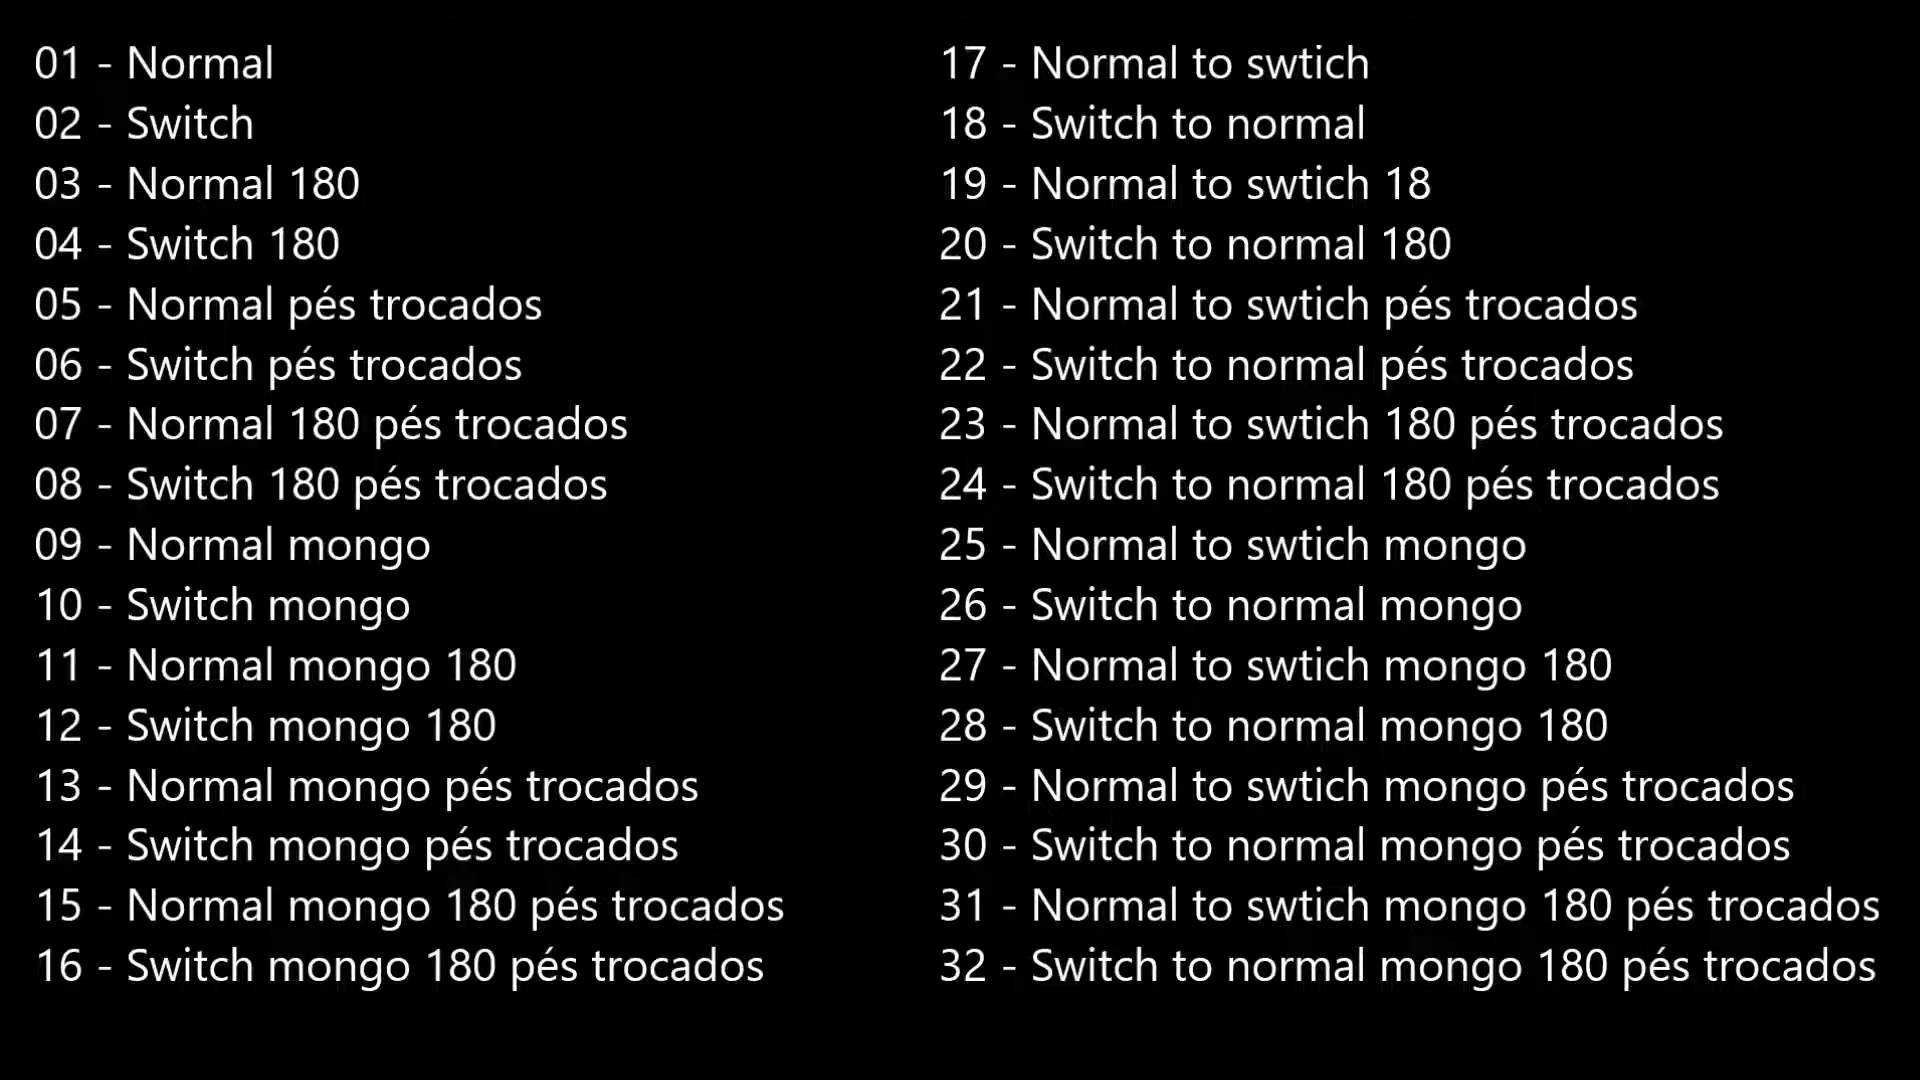 01 - Normal
02 - Switch
03 - Normal 180
04 - Switch 180
05 - Normal pés trocados
06 - Switch pés trocados
07 - Normal 180 pés trocados
08 - Switch 180 pés trocados
09 - Normal mongo
10 - Switch mongo
11 - Normal mongo 180
12 - Switch mongo 180
13 - Normal mongo pés trocados
14 - Switch mongo pés trocados
15 - Normal mongo 180 pés trocados
16 - Switch mongo 180 pés trocados
17 - Normal to swtich
18 - Switch to normal
19 - Normal to swtich 18
20 - Switch to normal 180
21 - Normal to swtich pés trocados
22 - Switch to normal pés trocados
23 - Normal to swtich 180 pés trocados
24 - Switch to normal 180 pés trocados
25 - Normal to swtich mongo
26 - Switch to normal mongo
27 - Normal to swtich mongo 180
28 - Switch to normal mongo 180
29 - Normal to swtich mongo pés trocados
30 - Switch to normal mongo pés trocados
31 - Normal to swtich mongo 180 pés trocados
32 - Switch to normal mongo 180 pés trocados